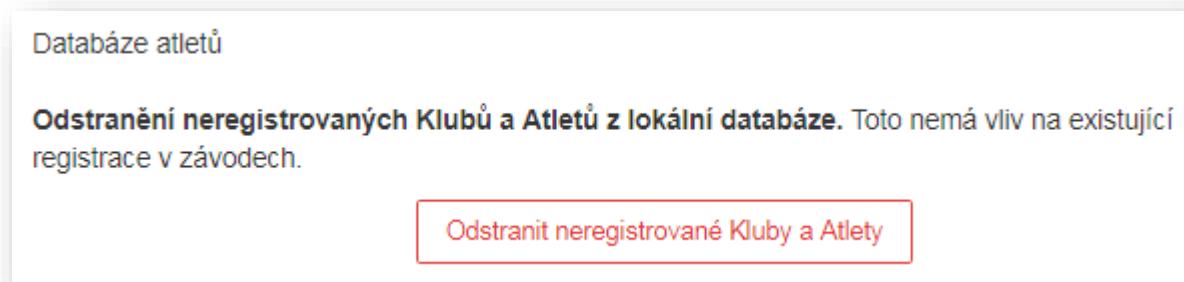 Databáze atletů
Odstranění neregistrovaných Klubů a Atletů z lokální databáze. Toto nemá vliv na existující
registrace v závodech.
Odstranit neregistrované Kluby a Atlety